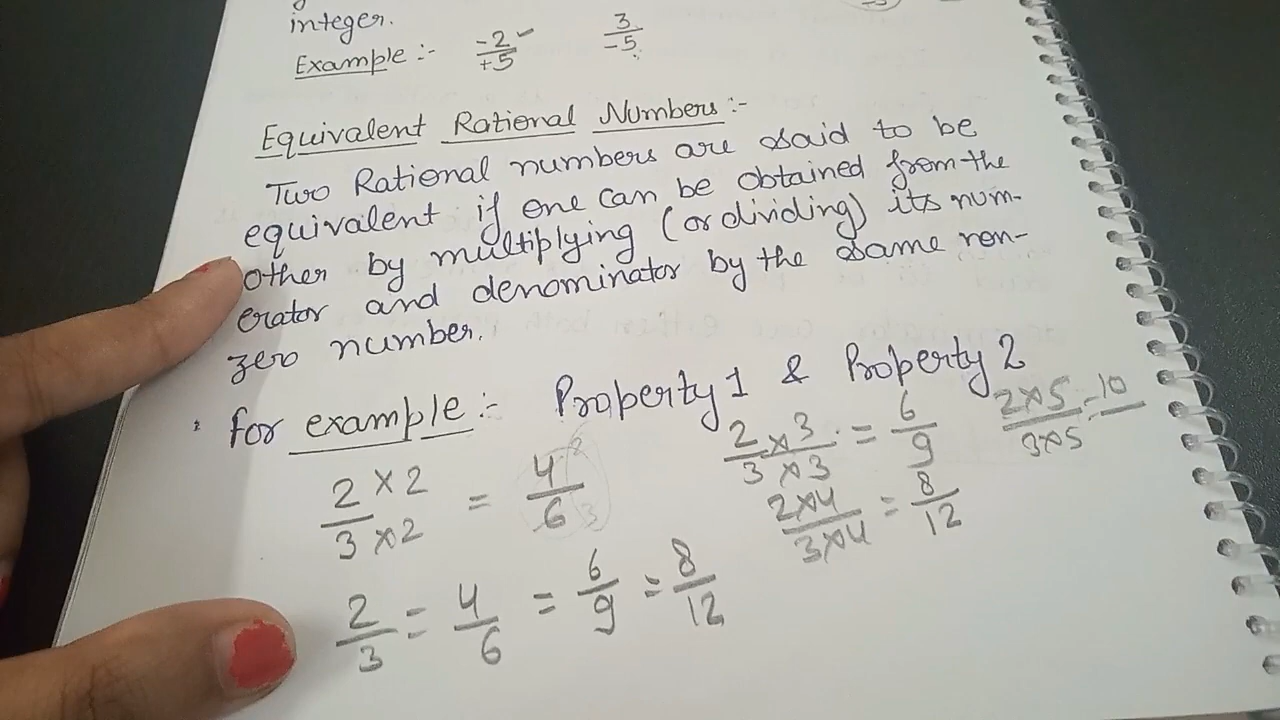 integer.
Example :- -2/+5 3/-5
Equivalent Rational Numbers :-
Two Rational numbers are said to be
equivalent if one can be obtained from the
other by multiplying (or dividing) its num-
erator and denominator by the same non-
zero number.
for example :- Property 1 & Property 2
2×2/3×2 = 4/6
2×3/3×3 = 6/9
2×5/3×5 = 10/
2×4/3×4 = 8/12
2/3 = 4/6 = 6/9 = 8/12